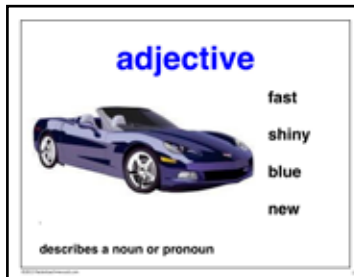 adjective
fast
shiny
blue
new
describes a noun or pronoun